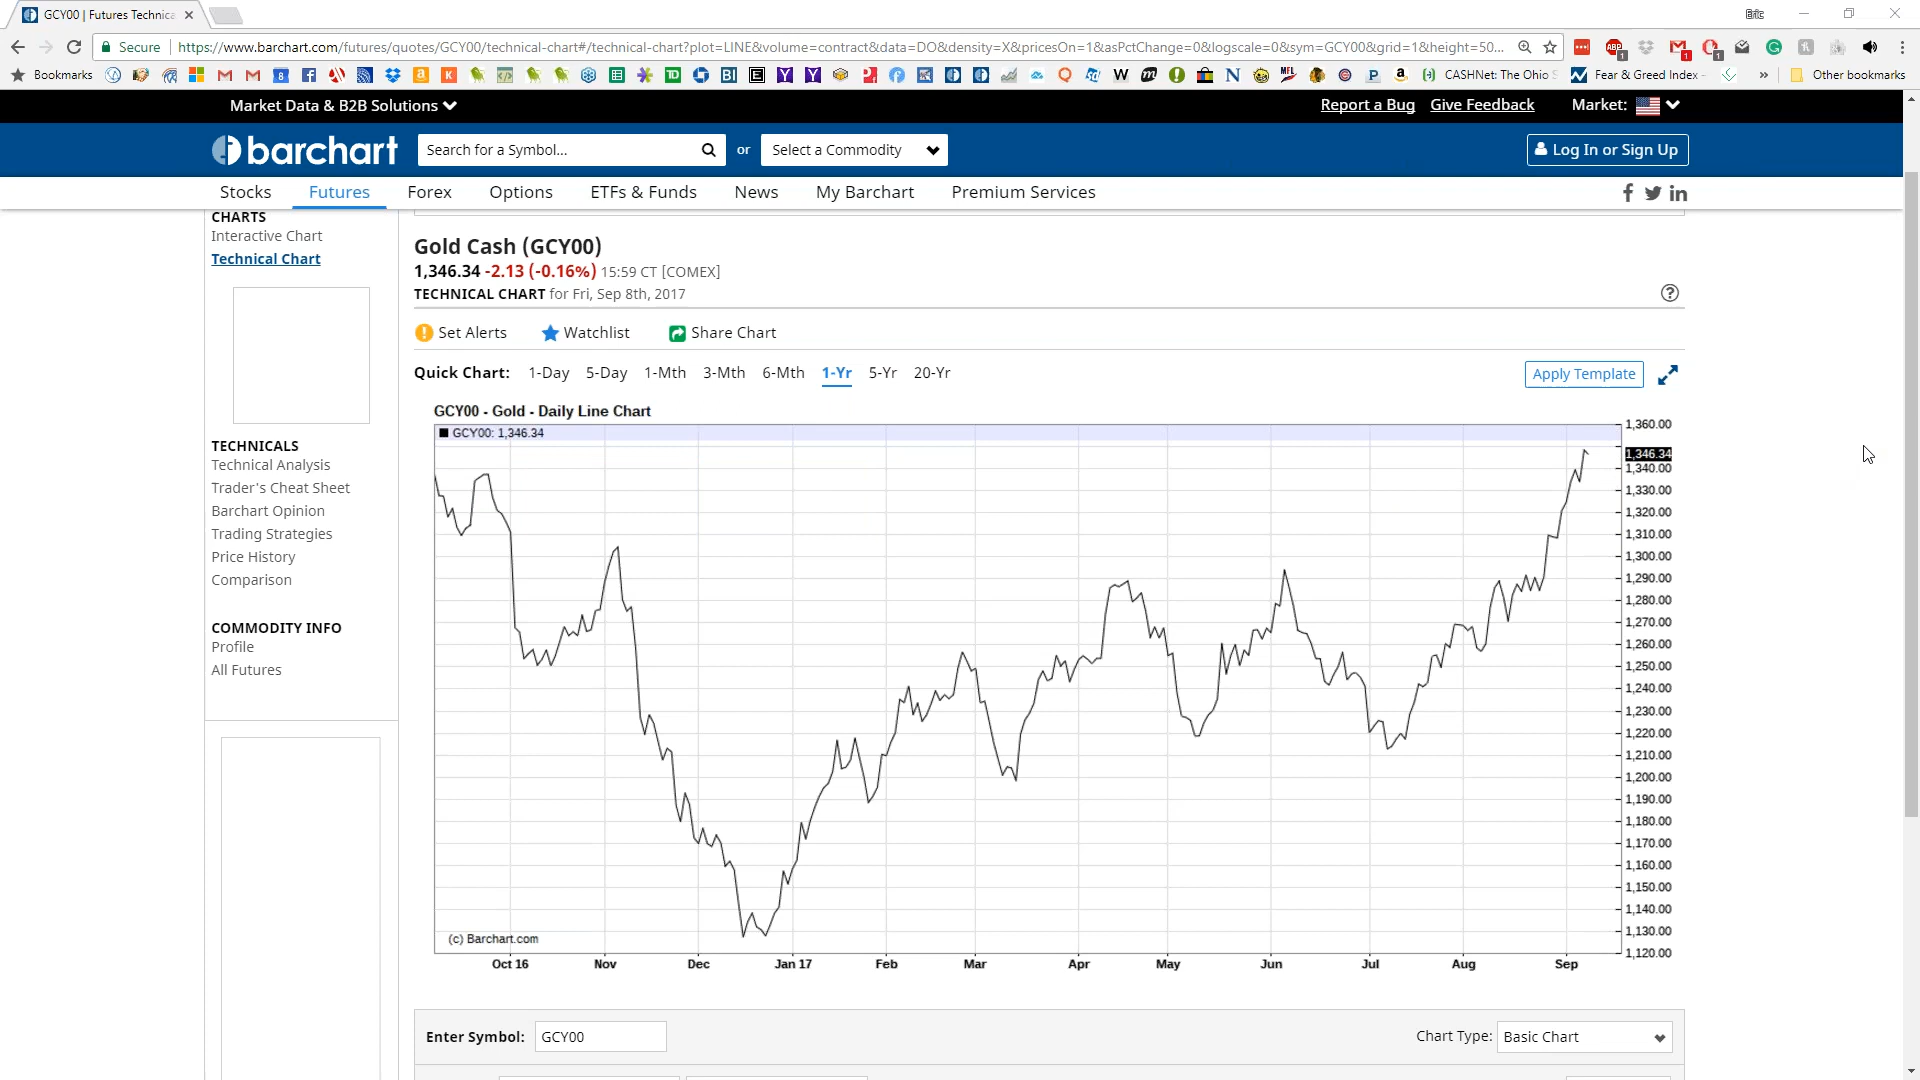 GCY00 | Futures Technica
Eric
Secure
https://www.barchart.com/futures/quotes/GCY00/technical-chart#/technical-chart?plot=LINE&volume=contract&data=DO&density=X&pricesOn=1&asPctChange=0&logscale=0&sym=GCY00&grid=1&height=50...
Bookmarks
CASHNet: The Ohio S
Fear & Greed Index -
Other bookmarks
Market Data & B2B Solutions
Report a Bug
Give Feedback
Market:
barchart
Search for a Symbol...
or
Select a Commodity
Log In or Sign Up
Stocks
Futures
Forex
Options
ETFs & Funds
News
My Barchart
Premium Services
CHARTS
Interactive Chart
Technical Chart
TECHNICALS
Technical Analysis
Trader's Cheat Sheet
Barchart Opinion
Trading Strategies
Price History
Comparison
COMMODITY INFO
Profile
All Futures
Gold Cash (GCY00)
1,346.34 -2.13 (-0.16%) 15:59 CT [COMEX]
TECHNICAL CHART for Fri, Sep 8th, 2017
Set Alerts
Watchlist
Share Chart
Quick Chart: 1-Day 5-Day 1-Mth 3-Mth 6-Mth 1-Yr 5-Yr 20-Yr
Apply Template
GCY00 - Gold - Daily Line Chart
GCY00: 1,346.34
1,360.00
1,346.34
1,340.00
1,330.00
1,320.00
1,310.00
1,300.00
1,290.00
1,280.00
1,270.00
1,260.00
1,250.00
1,240.00
1,230.00
1,220.00
1,210.00
1,200.00
1,190.00
1,180.00
1,170.00
1,160.00
1,150.00
1,140.00
1,130.00
1,120.00
(c) Barchart.com
Oct 16 Nov Dec Jan 17 Feb Mar Apr May Jun Jul Aug Sep
Enter Symbol: GCY00
Chart Type: Basic Chart